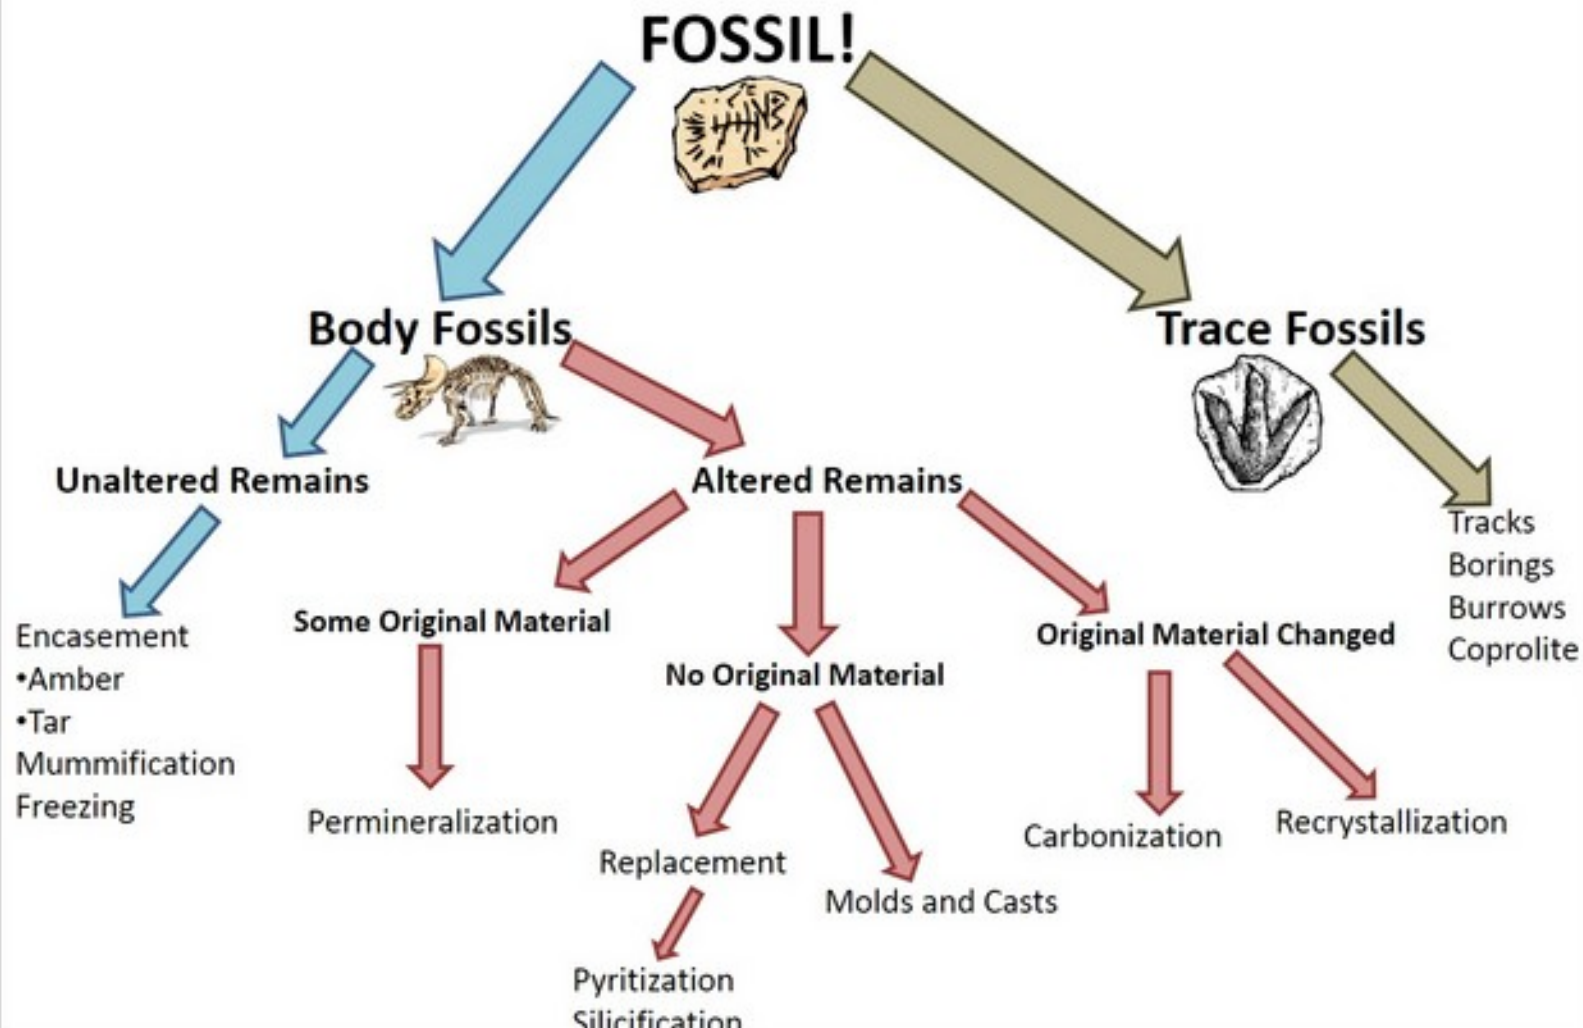 FOSSIL!
Body Fossils
Trace Fossils
Unaltered Remains
Altered Remains
Tracks
Borings
Burrows
Coprolite
Encasement
•Amber
•Tar
Mummification
Freezing
Some Original Material
No Original Material
Original Material Changed
Permineralization
Replacement
Molds and Casts
Carbonization
Recrystallization
Pyritization
Silicification